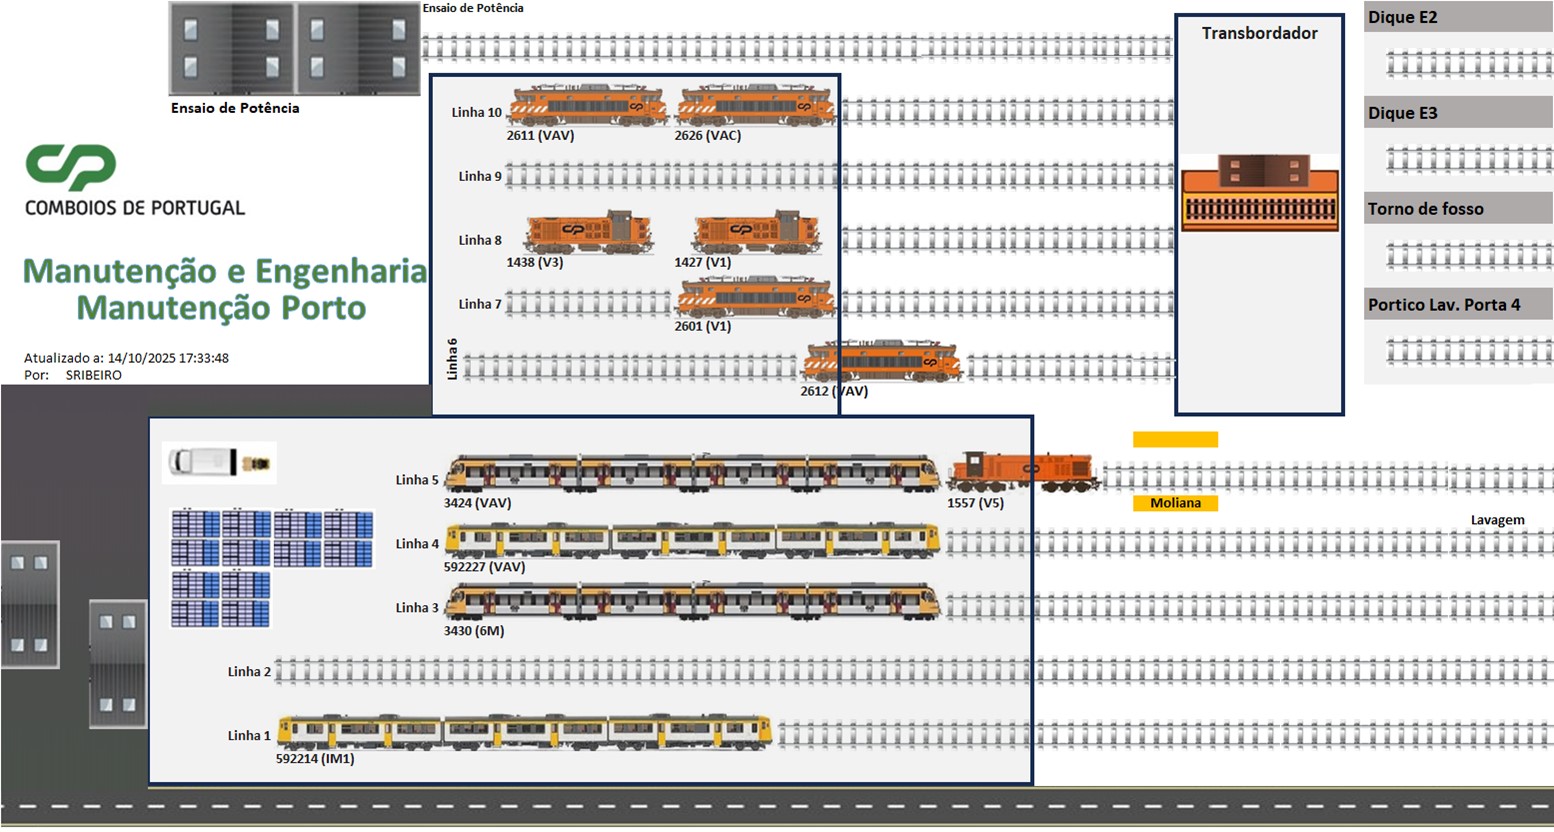 Ensaio de Potência
Ensaio de Potência
Transbordador
Dique E2
Dique E3
Torno de fosso
Portico Lav. Porta 4
CP
COMBOIOS DE PORTUGAL
Manutenção e Engenharia
Manutenção Porto
Atualizado a: 14/10/2025 17:33:48
Por: SRIBEIRO
Linha 10
2611 (VAV) 2626 (VAC)
Linha 9
Linha 8
1438 (V3) 1427 (V1)
Linha 7
2601 (V1)
Linha 6
2612 (VAV)
Linha 5
3424 (VAV) 1557 (V5)
Moliana
Lavagem
Linha 4
592227 (VAV)
Linha 3
3430 (6M)
Linha 2
Linha 1
592214 (IM1)